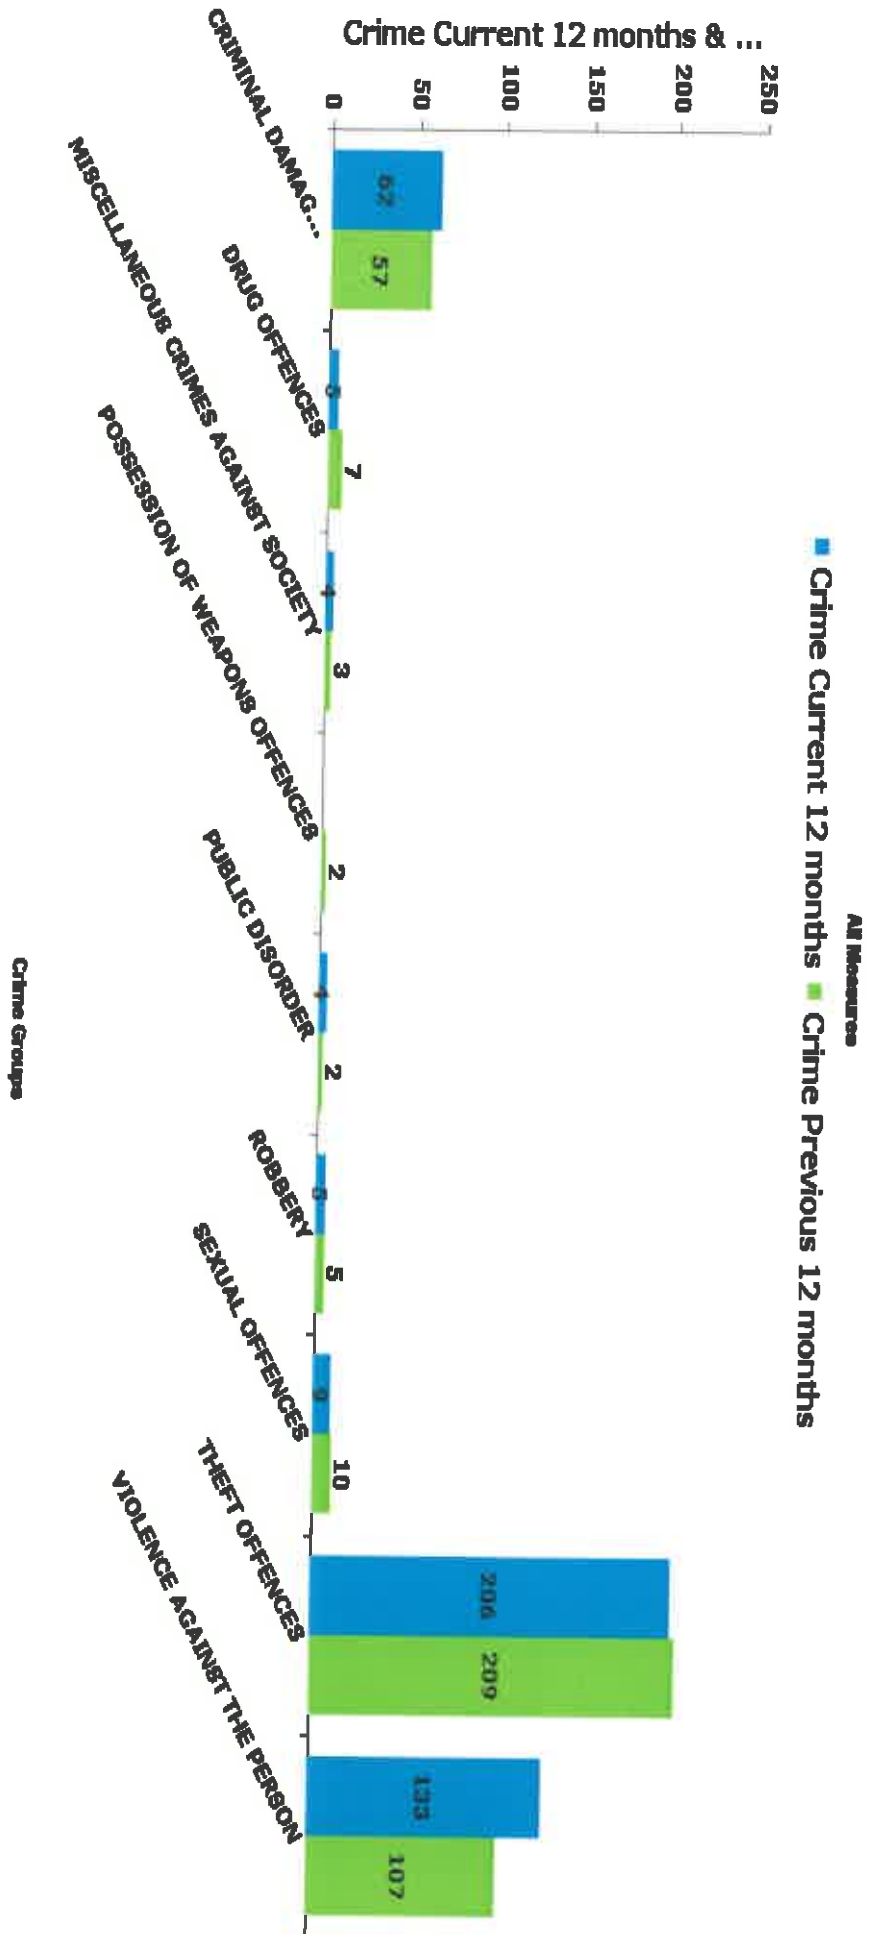 All Measures
Crime Current 12 months Crime Previous 12 months
Crime Current 12 months & ...
250
200
150
100
50
0
62
57
7
4
3
2
4
2
5
9
10
206
209
133
107
CRIMINAL DAMAG...
DRUG OFFENCES
MISCELLANEOUS CRIMES AGAINST SOCIETY
POSSESSION OF WEAPONS OFFENCES
PUBLIC DISORDER
ROBBERY
SEXUAL OFFENCES
THEFT OFFENCES
VIOLENCE AGAINST THE PERSON
Crime Groups